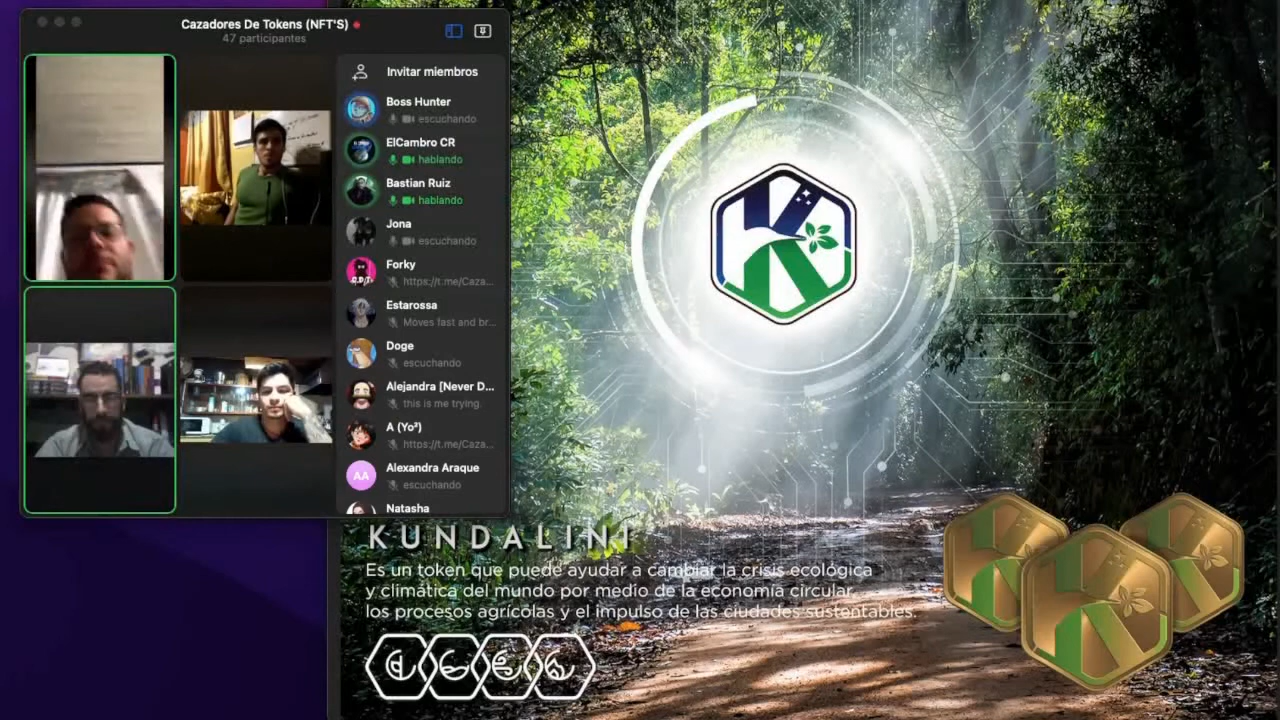 Cazadores De Tokens (NFT'S)
47 participantes
Invitar miembros
Boss Hunter
escuchando
ElCambro CR
hablando
Bastian Ruiz
hablando
Jona
escuchando
Forky
https://t.me/Caza...
Estarossa
Moves fast and br...
Doge
escuchando
Alejandra [Never D...
this is me trying.
A (Yo²)
https://t.me/Caza...
AA
Alexandra Araque
escuchando
Natasha
KUNDALINI
Es un token que puede ayudar a cambiar la crisis ecológica
y climática del mundo por medio de la economía circular,
los procesos agrícolas y el impulso de las ciudades sustentables.